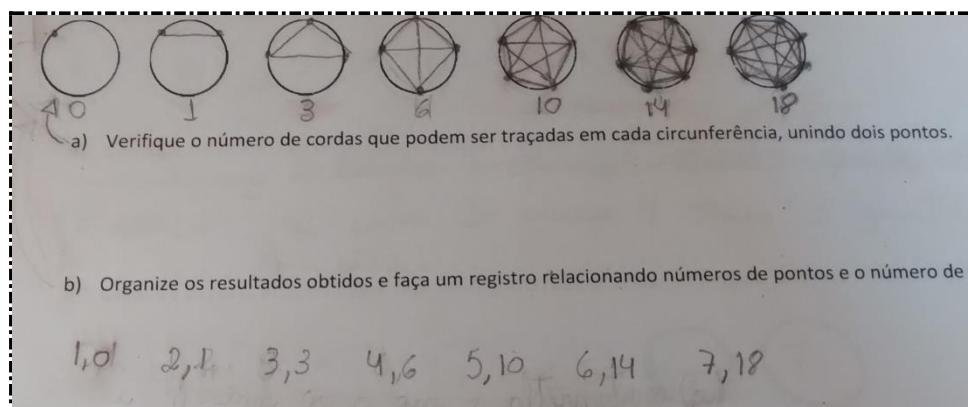 0 1 3 6 10 14 18
a) Verifique o número de cordas que podem ser traçadas em cada circunferência, unindo dois pontos.
b) Organize os resultados obtidos e faça um registro relacionando números de pontos e o número de
1,0 2,1 3,3 4,6 5,10 6,14 7,18